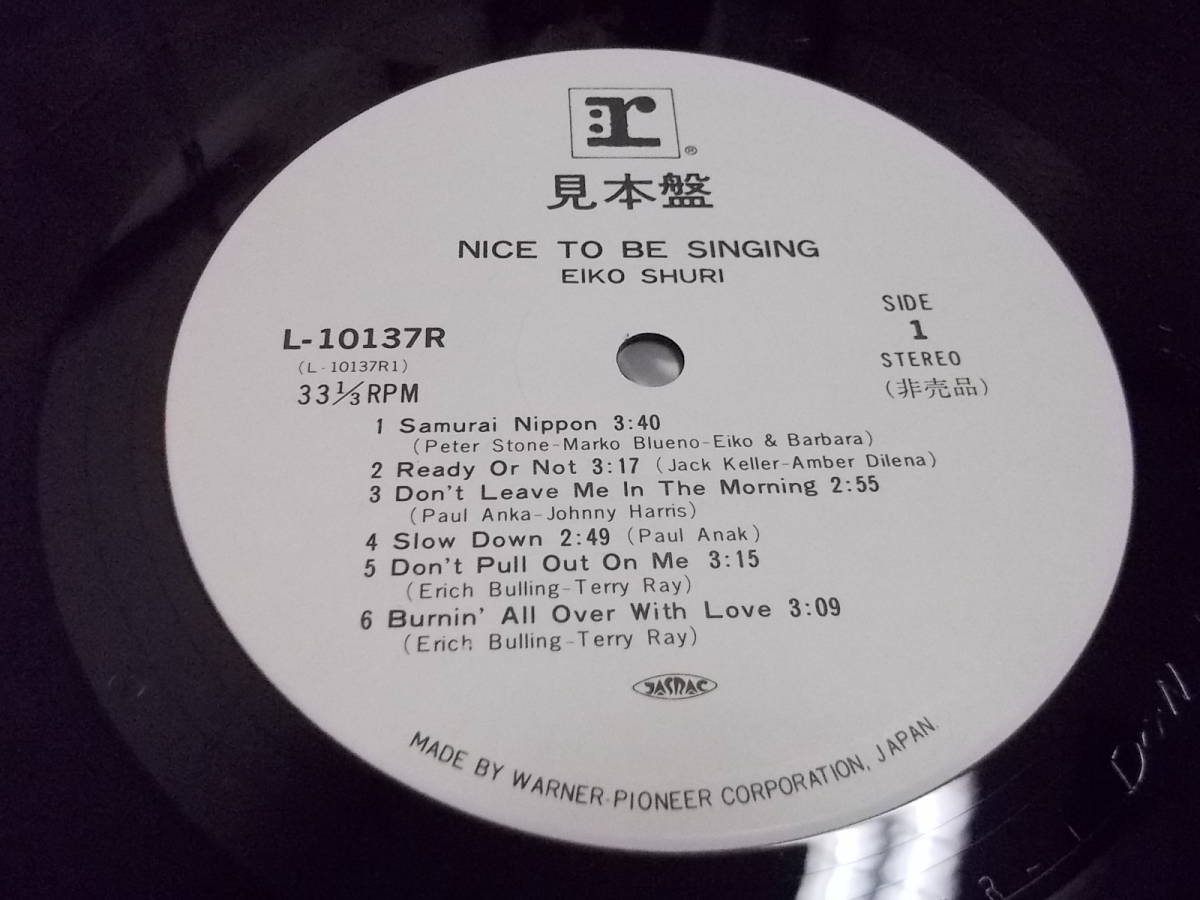 r
®
見本盤
NICE TO BE SINGING
EIKO SHURI
L-10137R
(L-10137R1)
33⅓RPM
SIDE
1
STEREO
(非売品)
1 Samurai Nippon 3:40
(Peter Stone-Marko Blueno-Eiko & Barbara)
2 Ready Or Not 3:17 (Jack Keller-Amber Dilena)
3 Don't Leave Me In The Morning 2:55
(Paul Anka-Johnny Harris)
4 Slow Down 2:49 (Paul Anak)
5 Don't Pull Out On Me 3:15
(Erich Bulling-Terry Ray)
6 Burnin' All Over With Love 3:09
(Erich Bulling-Terry Ray)
JASRAC
MADE BY WARNER-PIONEER CORPORATION, JAPAN.